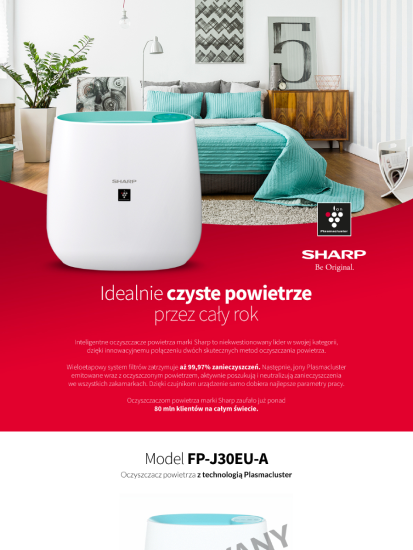 5
SHARP
Plasmacluster
SHARP
Be Original.
Idealnie czyste powietrze
przez cały rok
Inteligentne oczyszczacze powietrza marki Sharp to niekwestionowany lider w swojej kategorii,
dzięki innowacyjnemu połączeniu dwóch skutecznych metod oczyszczania powietrza.
Wieloetapowy system filtrów zatrzymuje aż 99,97% zanieczyszczeń. Następnie, jony Plasmacluster
emitowane wraz z oczyszczonym powietrzem, aktywnie poszukują i neutralizują zanieczyszczenia
we wszystkich zakamarkach. Dzięki czujnikom urządzenie samo dobiera najlepsze parametry pracy.
Oczyszczaczom powietrza marki Sharp zaufało już ponad
80 mln klientów na całym świecie.
Model FP-J30EU-A
Oczyszczacz powietrza z technologią Plasmacluster